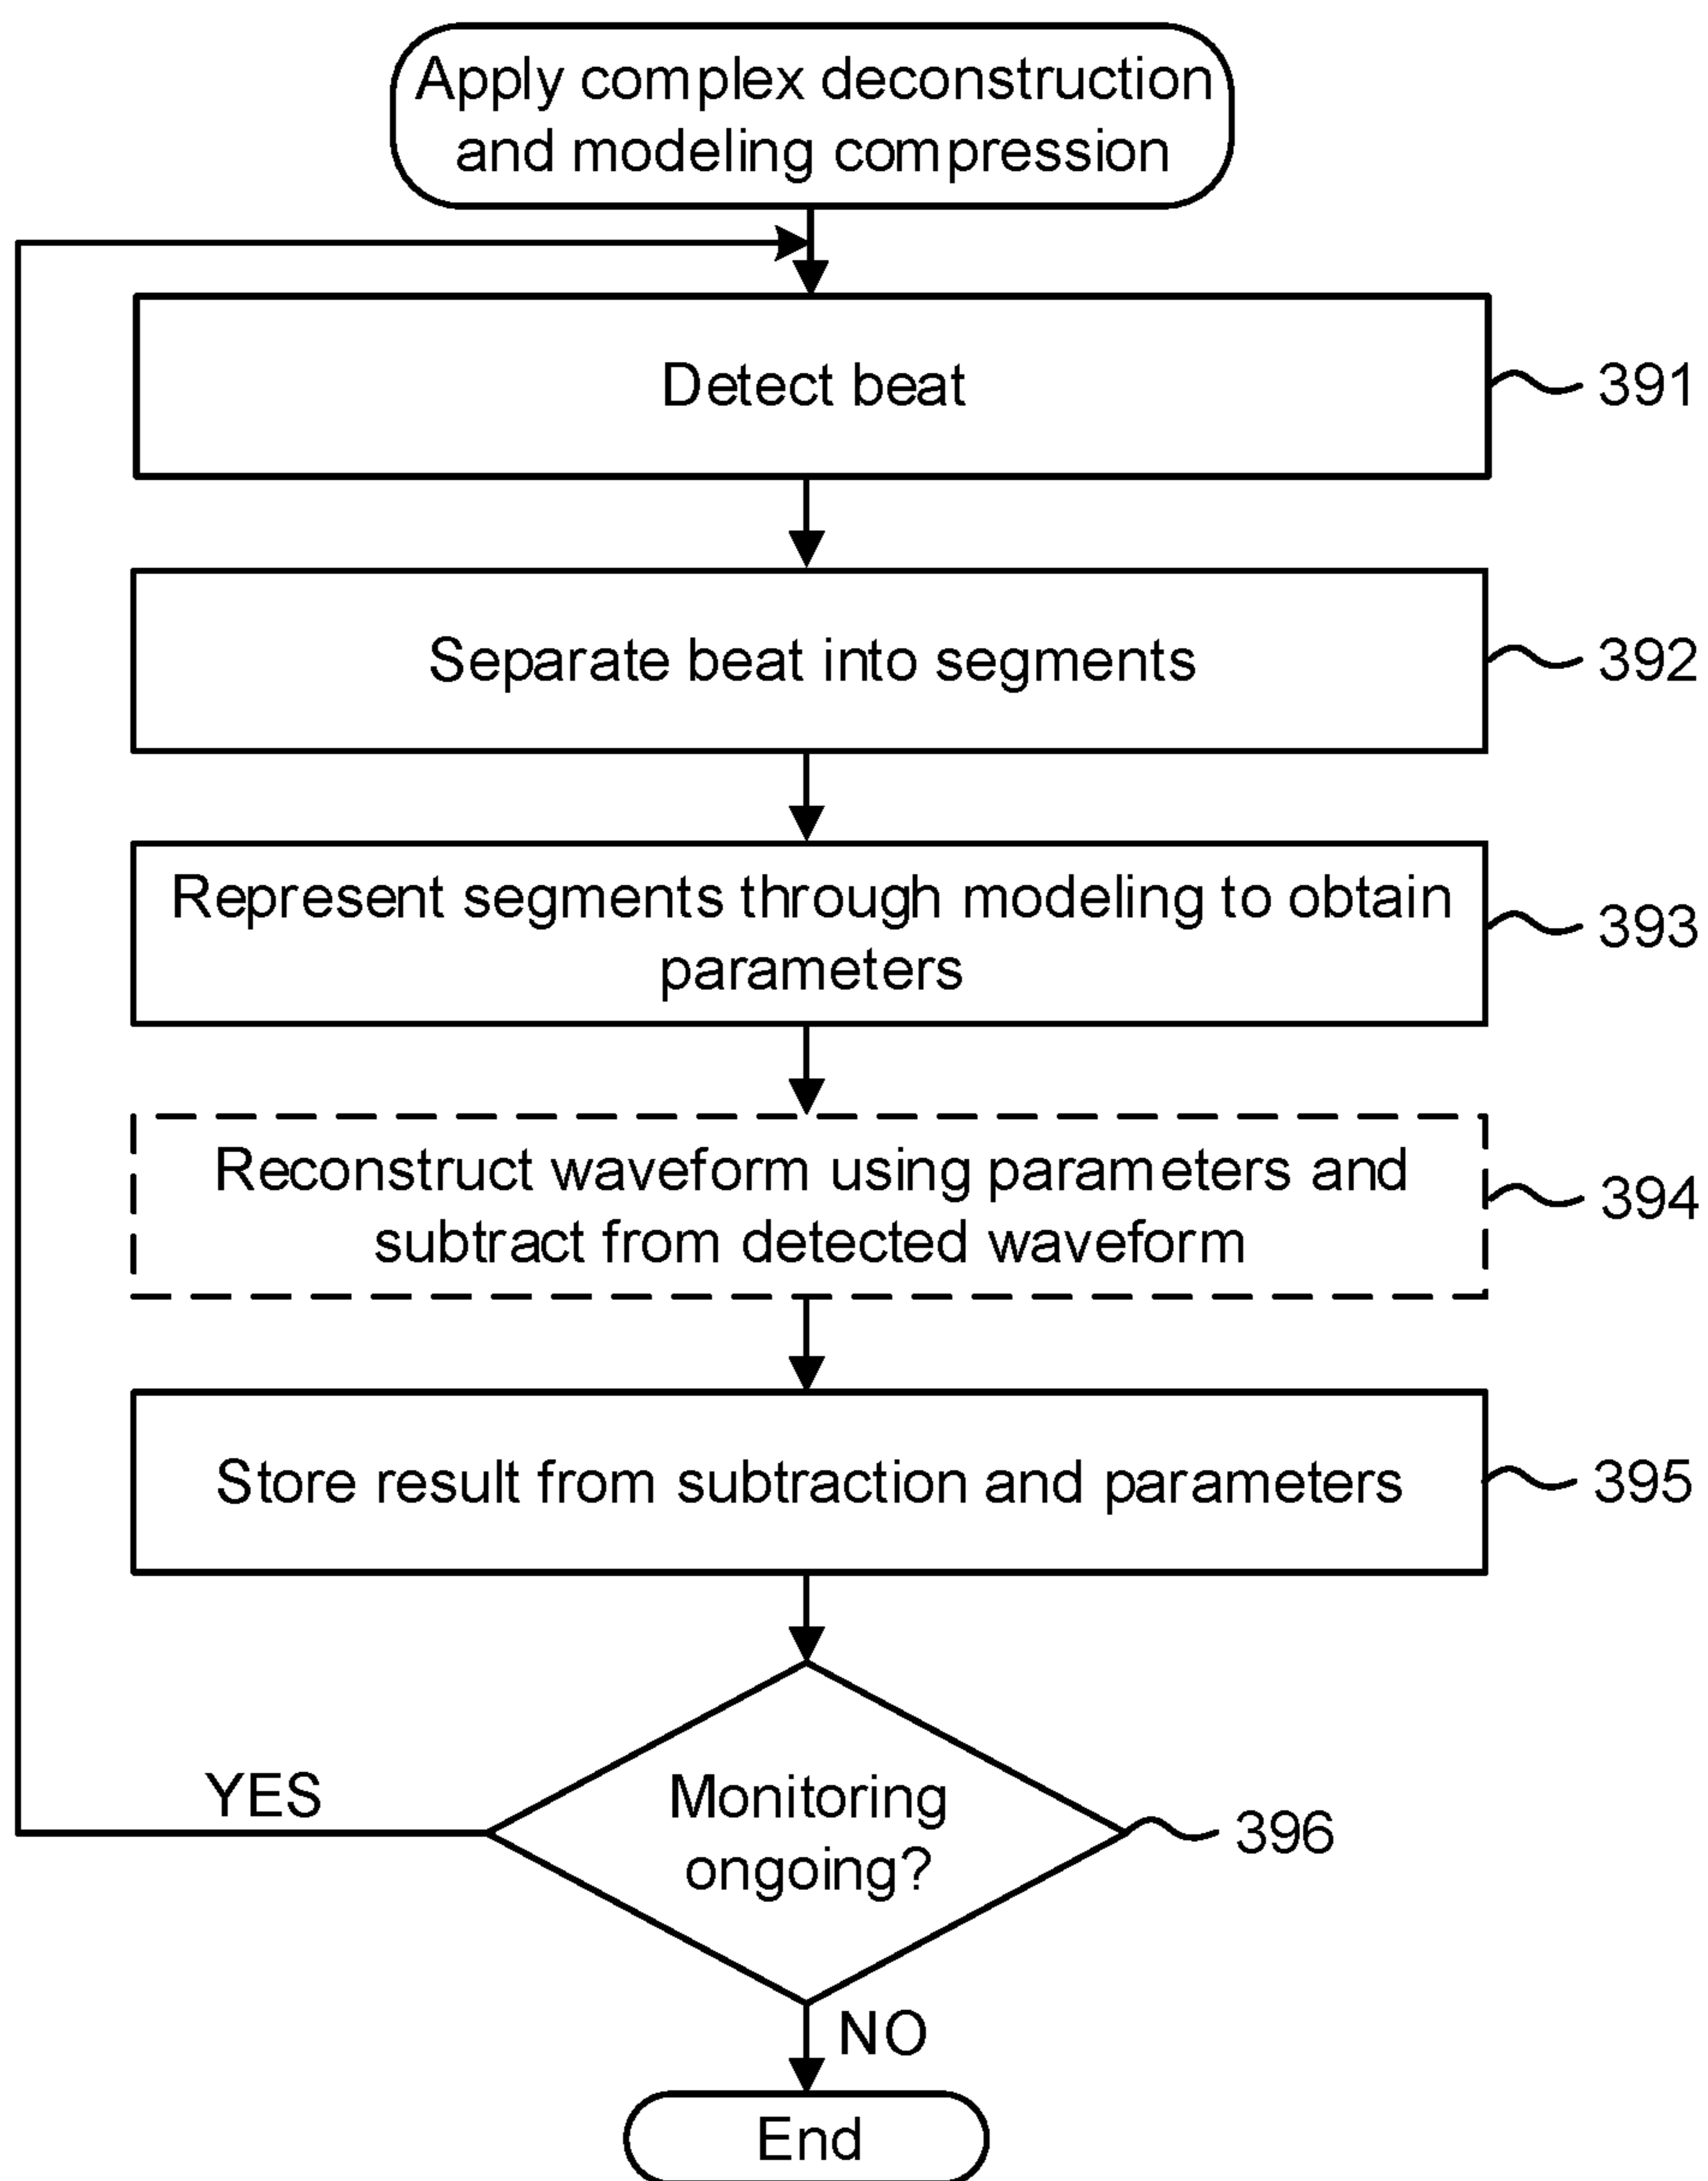 Apply complex deconstruction
and modeling compression
Detect beat
391
Separate beat into segments
392
Represent segments through modeling to obtain
parameters
393
Reconstruct waveform using parameters and
subtract from detected waveform
394
Store result from subtraction and parameters
395
YES
Monitoring
ongoing?
396
NO
End